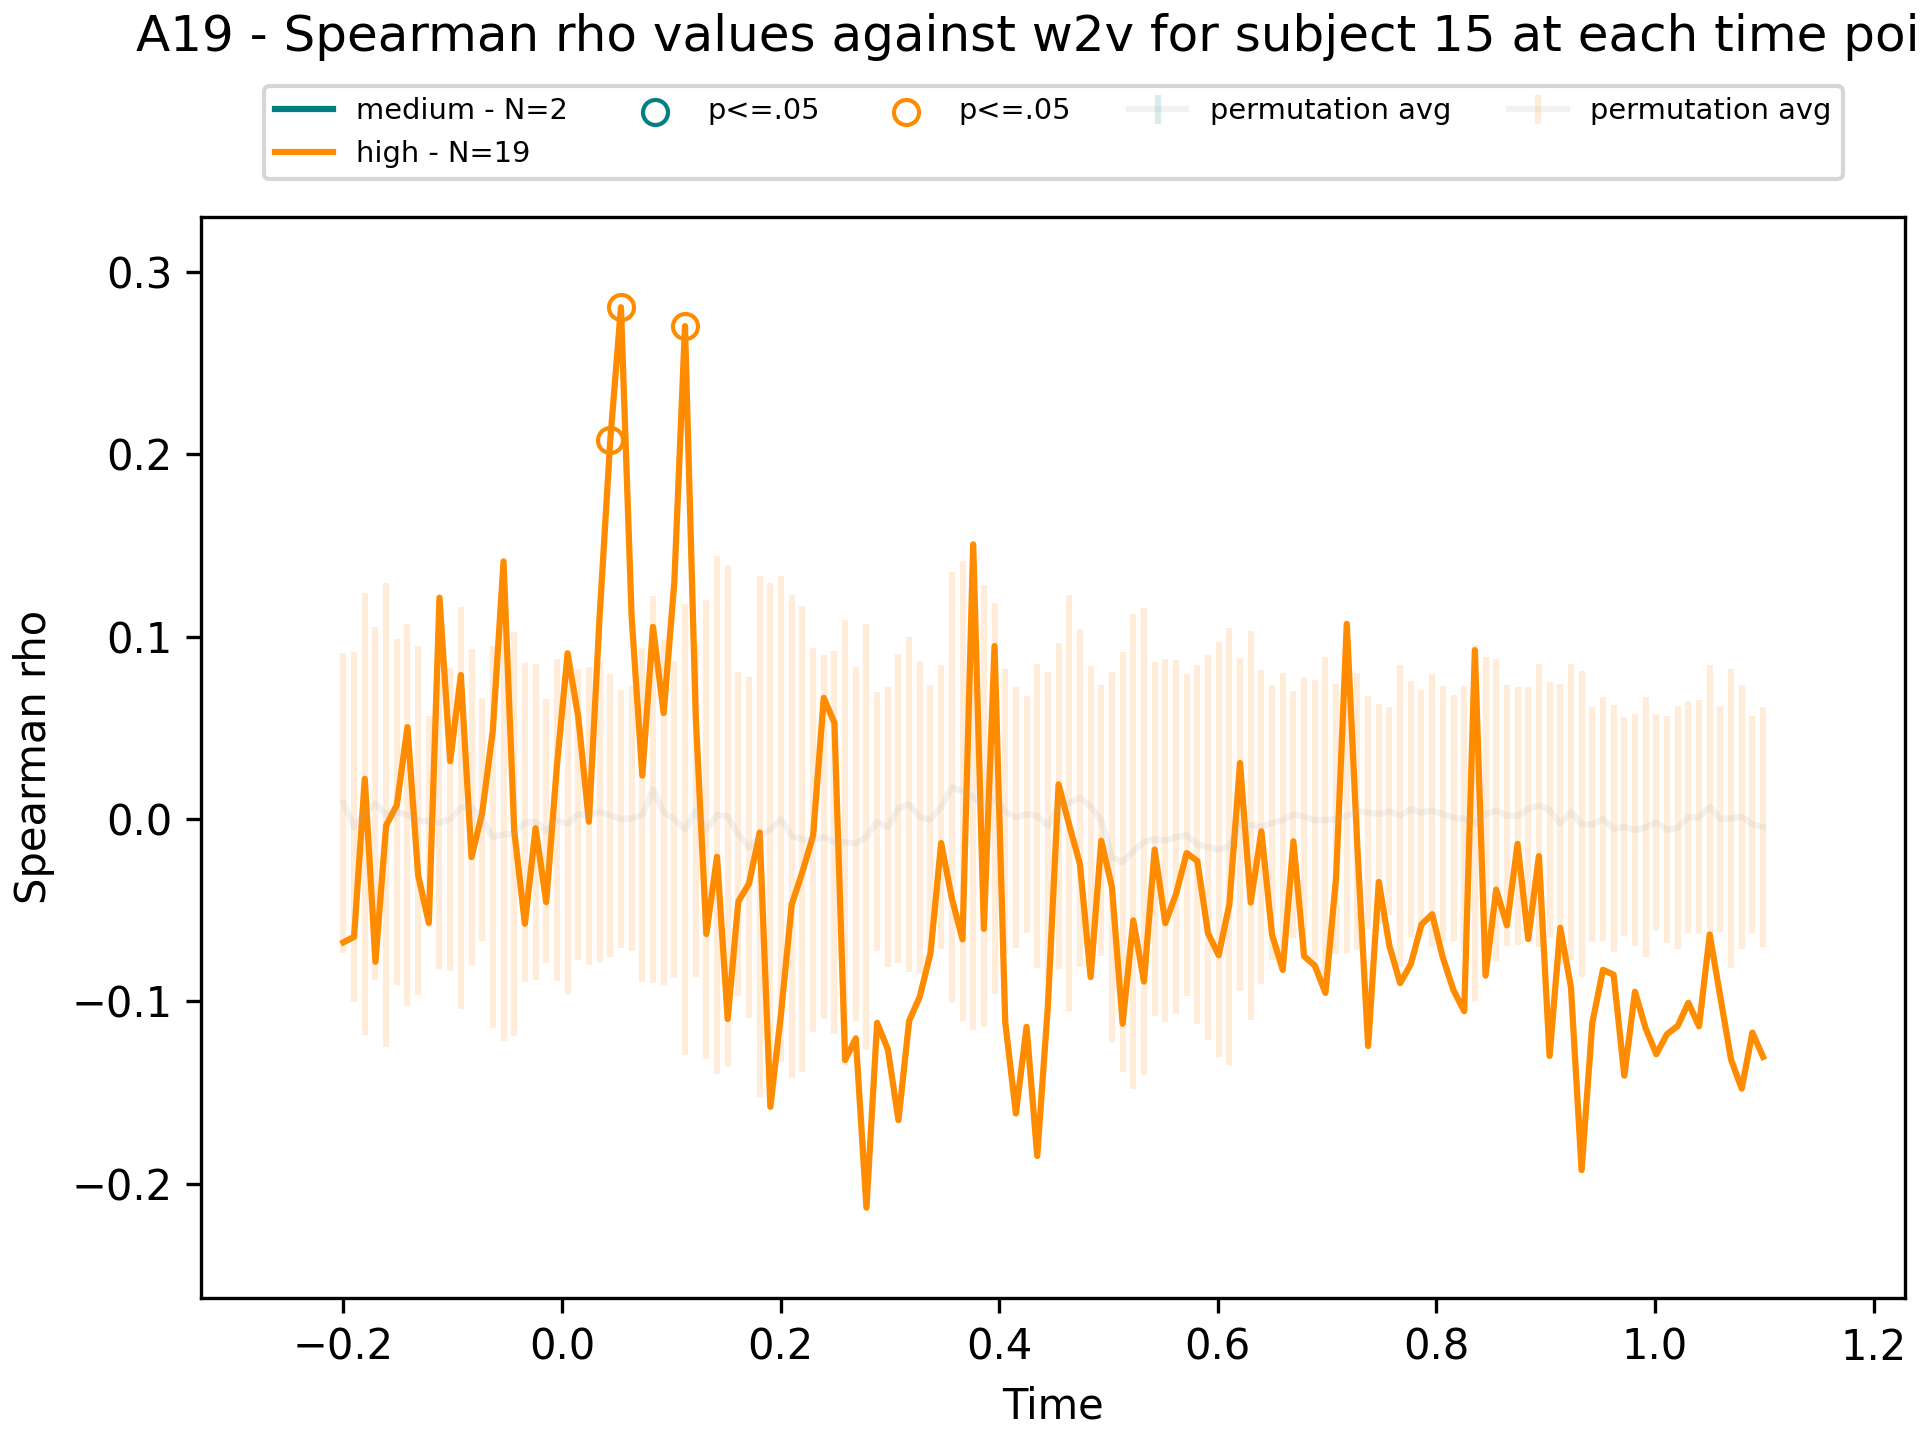 A19 - Spearman rho values against w2v for subject 15 at each time poi
medium - N=2
high - N=19
p<=.05
p<=.05
permutation avg
permutation avg
Spearman rho
0.3
0.2
0.1
0.0
−0.1
−0.2
−0.2 0.0 0.2 0.4 0.6 0.8 1.0 1.2
Time